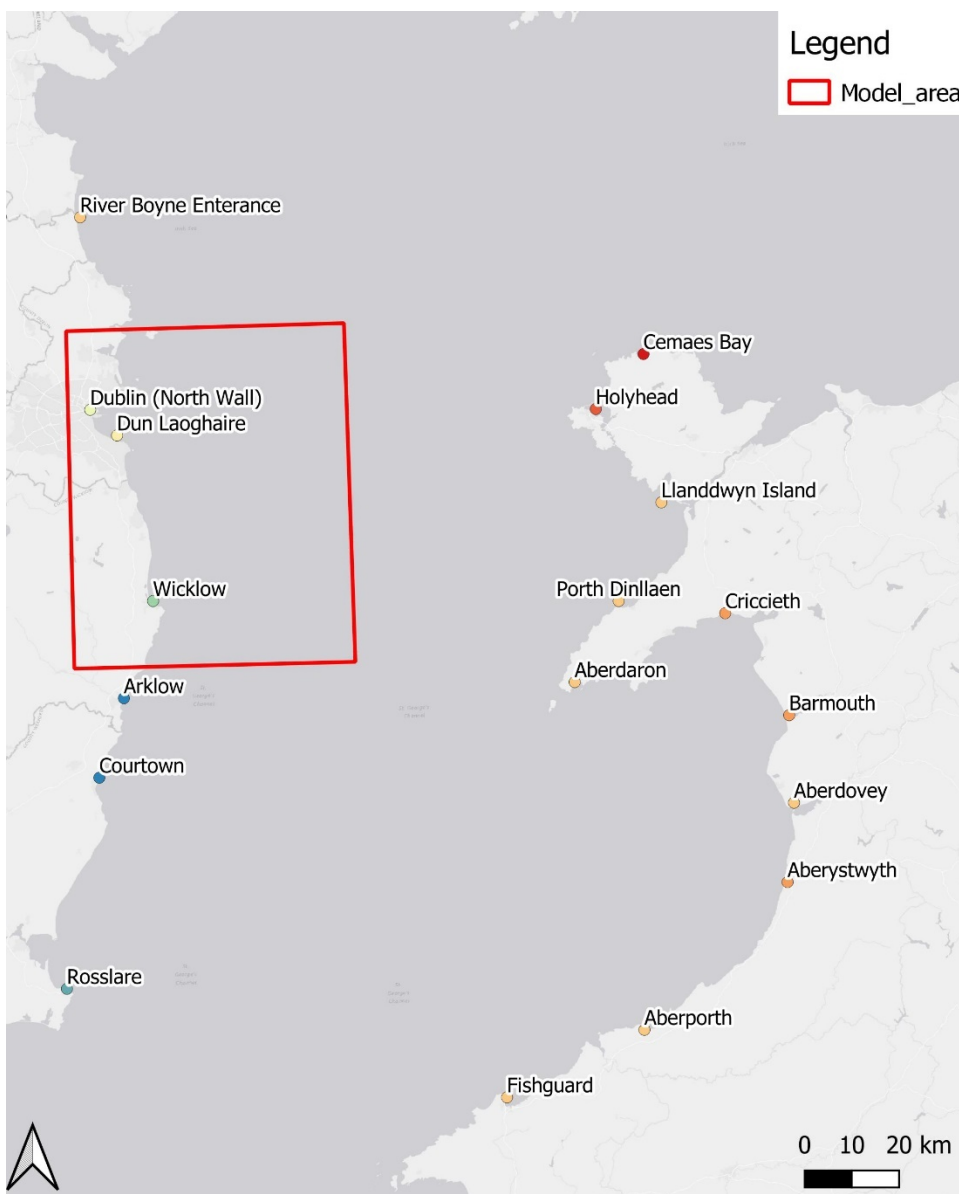 Legend
Model_area
River Boyne Enterance
Cemaes Bay
Dublin (North Wall)
Holyhead
Dun Laoghaire
Llanddwyn Island
Wicklow
Porth Dinllaen
Criccieth
Aberdaron
Arklow
Barmouth
Courtown
Aberdovey
Aberystwyth
Rosslare
Aberporth
Fishguard
0 10 20 km